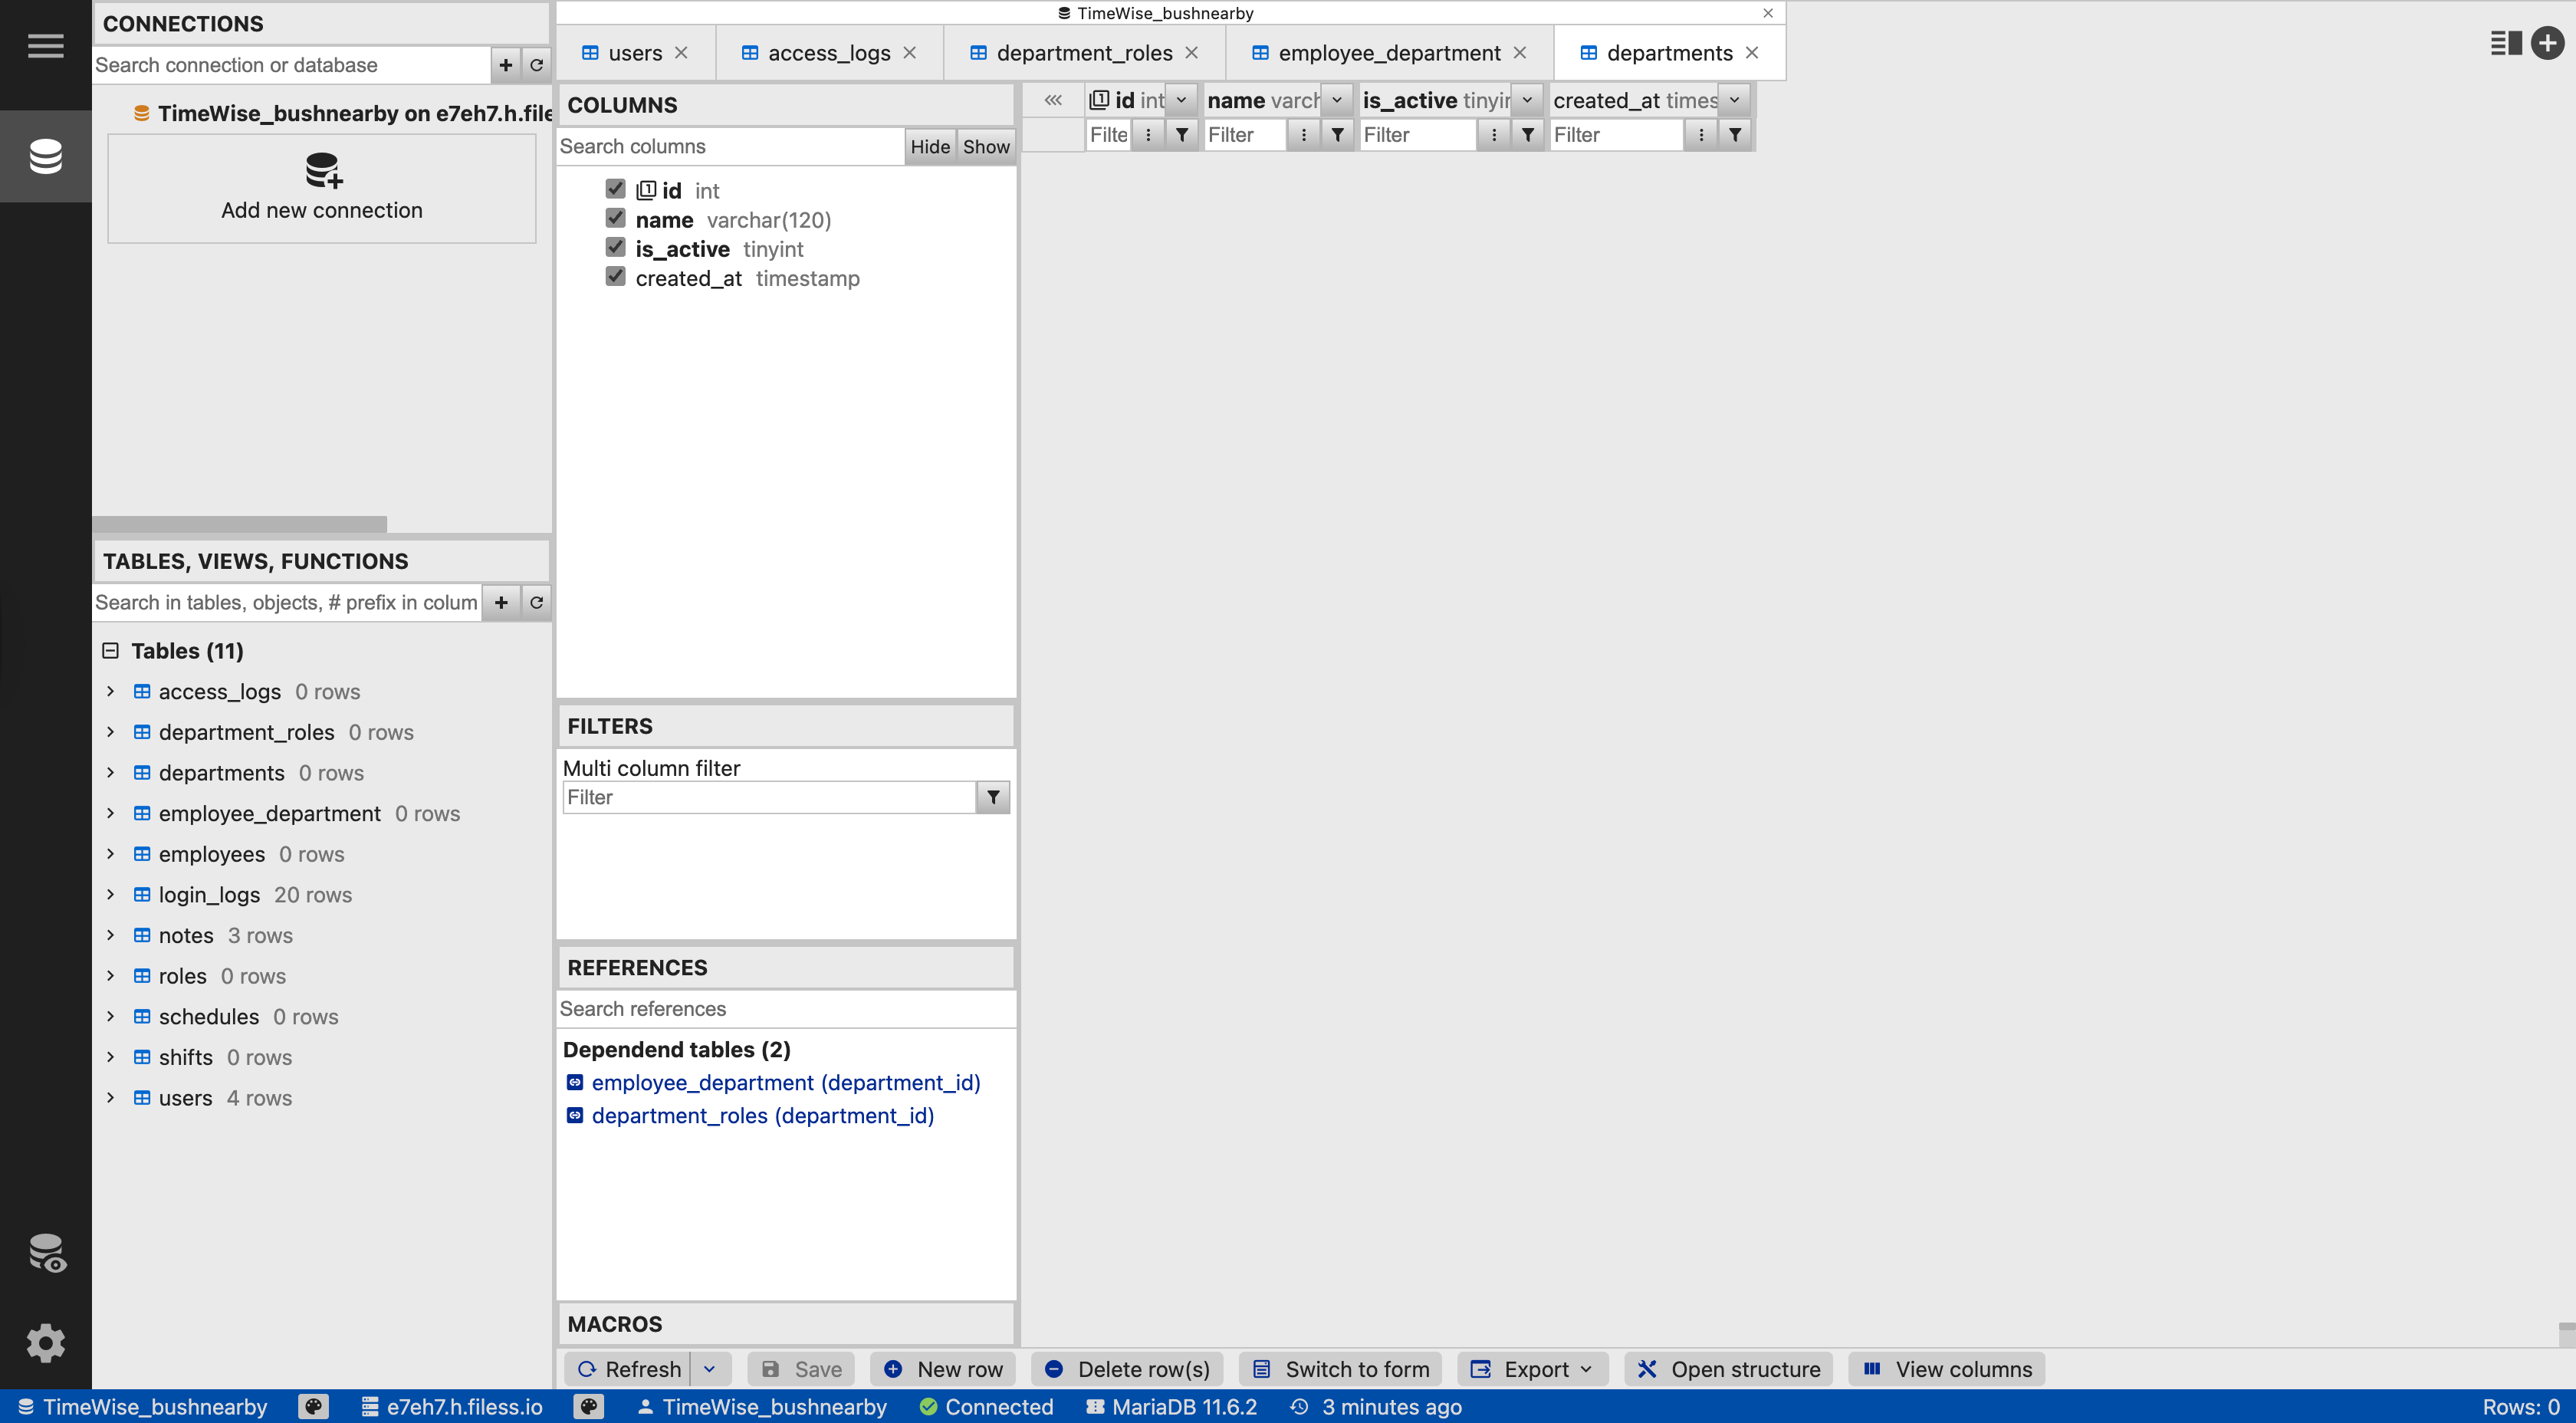 CONNECTIONS
Search connection or database
TimeWise_bushnearby on e7eh7.h.file
Add new connection
TABLES, VIEWS, FUNCTIONS
Search in tables, objects, # prefix in colum
Tables (11)
access_logs 0 rows
department_roles 0 rows
departments 0 rows
employee_department 0 rows
employees 0 rows
login_logs 20 rows
notes 3 rows
roles 0 rows
schedules 0 rows
shifts 0 rows
users 4 rows
TimeWise_bushnearby
users access_logs department_roles employee_department departments
COLUMNS
Search columns Hide Show
id int
name varchar(120)
is_active tinyint
created_at timestamp
FILTERS
Multi column filter
Filter
REFERENCES
Search references
Dependend tables (2)
employee_department (department_id)
department_roles (department_id)
MACROS
id int name varch is_active tinyin created_at times
Filte Filter Filter Filter
Refresh Save New row Delete row(s) Switch to form Export Open structure View columns
TimeWise_bushnearby e7eh7.h.filess.io TimeWise_bushnearby Connected MariaDB 11.6.2 3 minutes ago Rows: 0